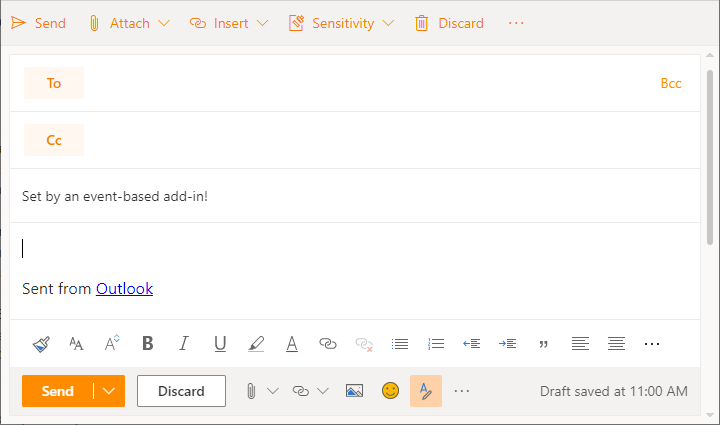 Send Attach Insert Sensitivity Discard ...
To Bcc
Cc
Set by an event-based add-in!
Sent from Outlook
B I U A
Send Discard Draft saved at 11:00 AM